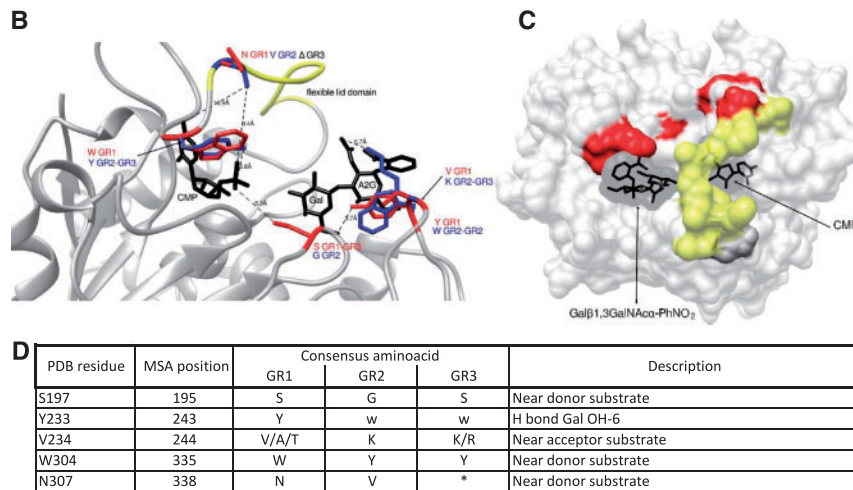 B
C
N GR1 V GR2 Δ GR3
flexible lid domain
W GR1
Y GR2-GR3
CMP
Gal
A2G
V GR1
K GR2-GR3
Y GR1
W GR2-GR2
S GR1-GR3
G GR2
CM
Galβ1,3GalNAcα-PhNO₂
D
PDB residue MSA position Consensus aminoacid Description
GR1 GR2 GR3
S197 195 S G S Near donor substrate
Y233 243 Y w w H bond Gal OH-6
V234 244 V/A/T K K/R Near acceptor substrate
W304 335 W Y Y Near donor substrate
N307 338 N V * Near donor substrate